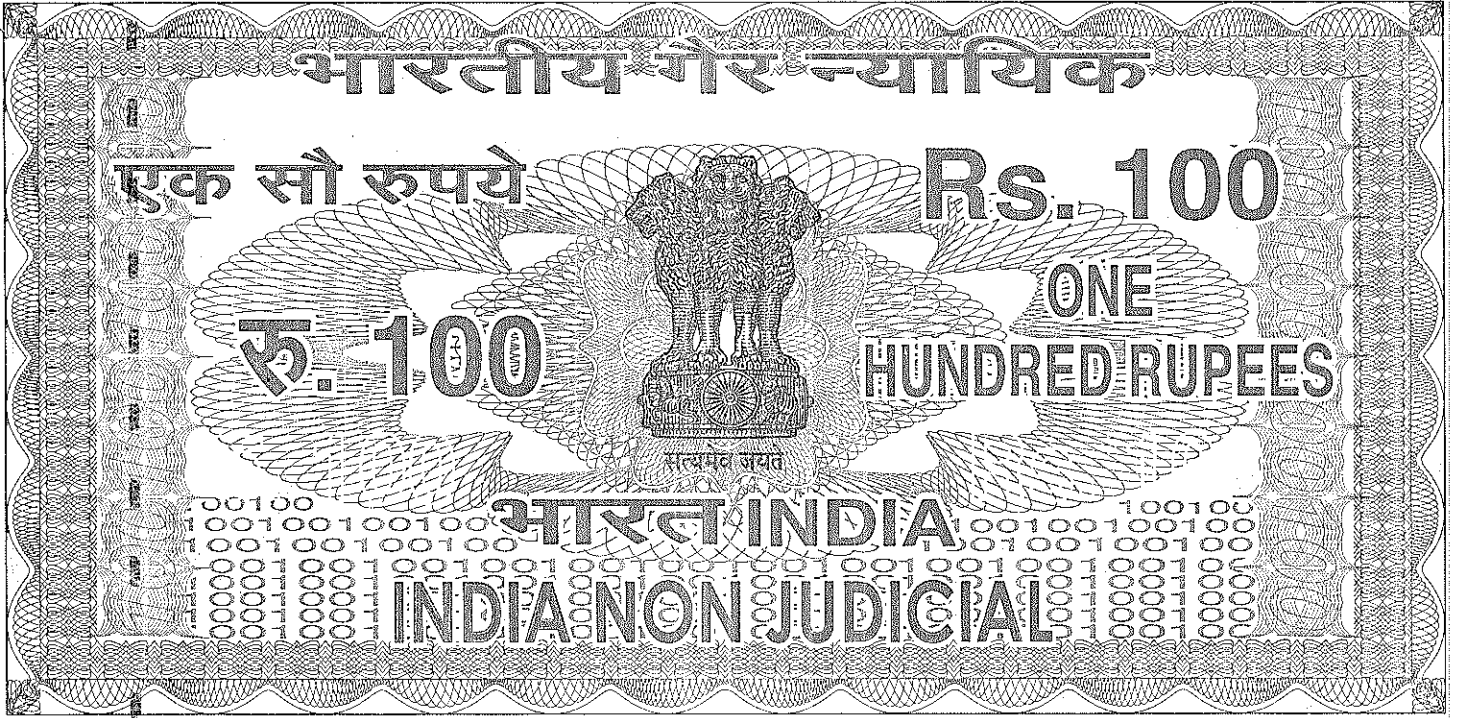 भारतीय गैर न्यायिक
एक सौ रुपये
Rs. 100
रु. 100
ONE
HUNDRED RUPEES
सत्यमेव जयते
भारत INDIA
INDIA NON JUDICIAL